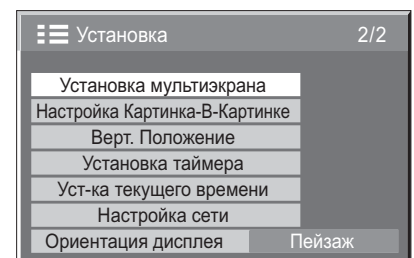 Установка 2/2
Установка мультиэкрана
Настройка Картинка-В-Картинке
Верт. Положение
Установка таймера
Уст-ка текущего времени
Настройка сети
Ориентация дисплея Пейзаж